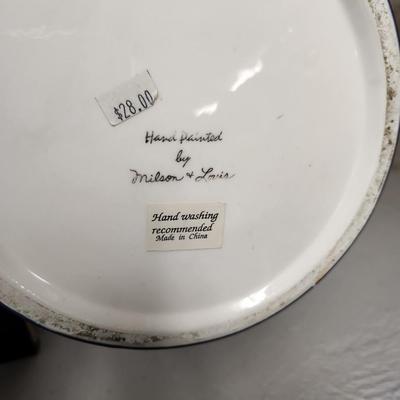 $28.00
Hand Painted
by
Milson & Louis
Hand washing
recommended
Made in China